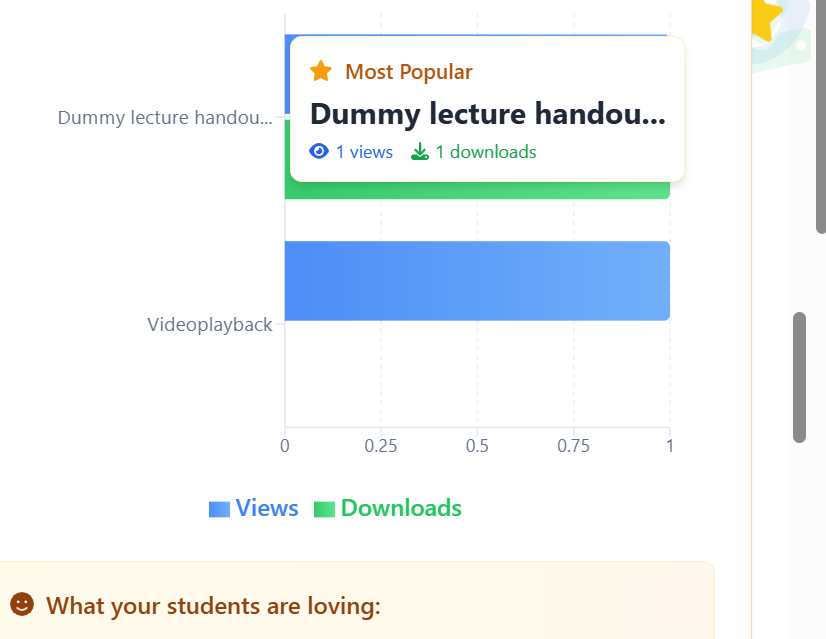 Most Popular
Dummy lecture handou...
Dummy lecture handou...
1 views 1 downloads
Videoplayback
0 0.25 0.5 0.75 1
Views Downloads
What your students are loving: